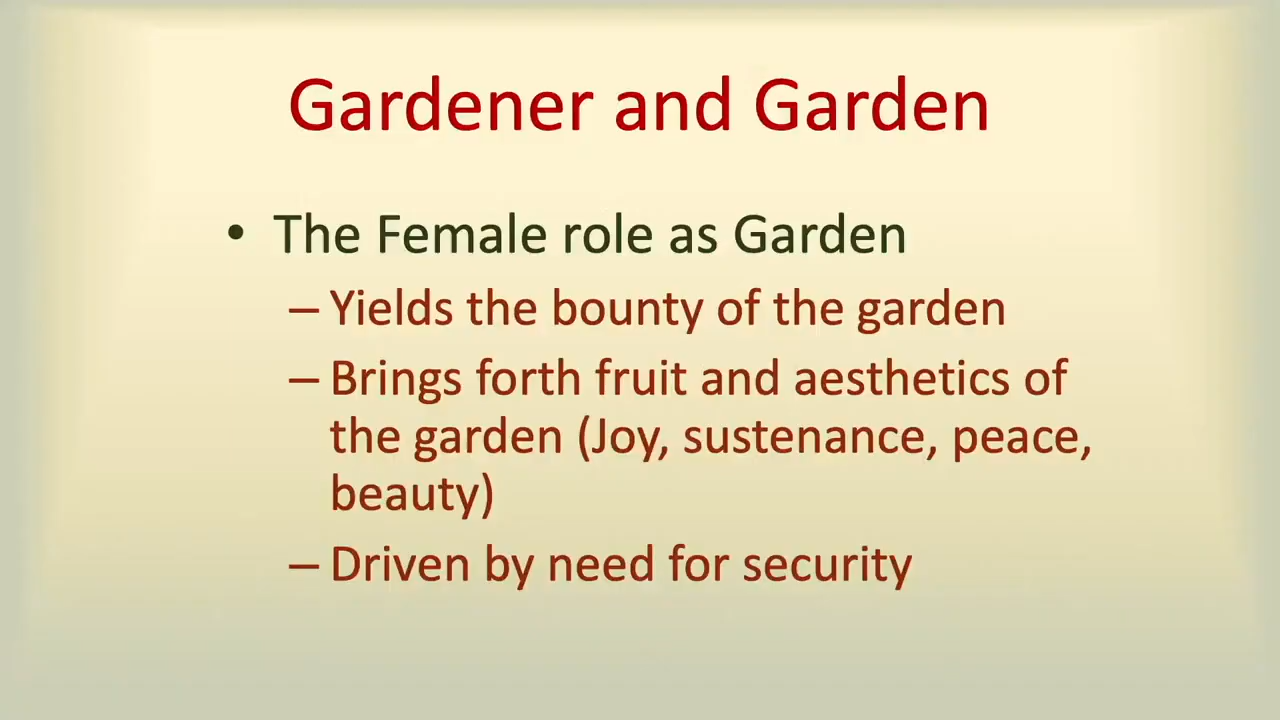 Gardener and Garden
• The Female role as Garden
– Yields the bounty of the garden
– Brings forth fruit and aesthetics of
the garden (Joy, sustenance, peace,
beauty)
– Driven by need for security